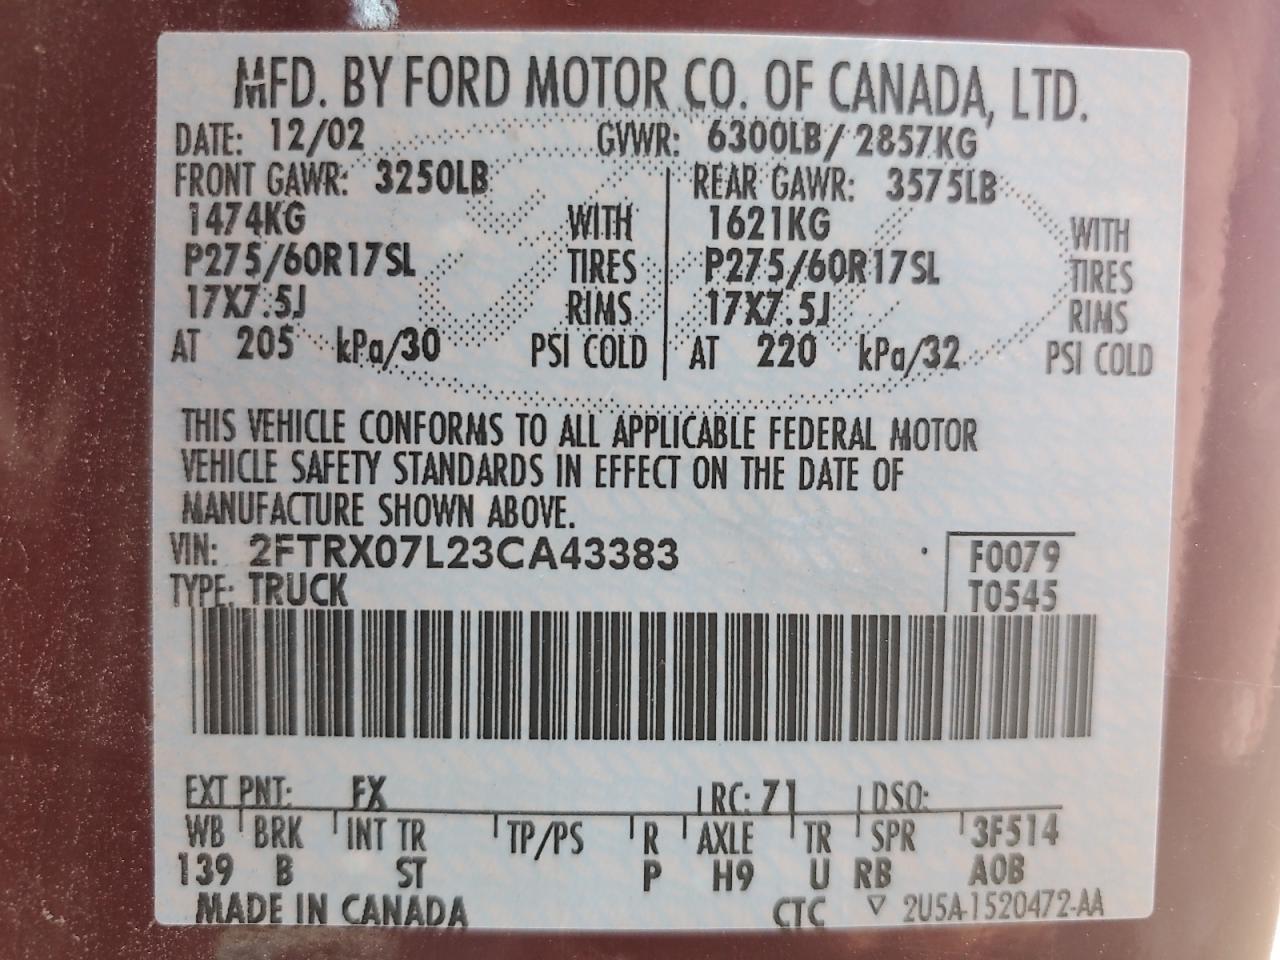 MFD. BY FORD MOTOR CO. OF CANADA, LTD.
DATE: 12/02 GVWR: 6300LB/ 2857KG
FRONT GAWR: 3250LB REAR GAWR: 3575LB
1474KG WITH 1621KG WITH
P275/60R17SL TIRES P275/60R17SL TIRES
17X7.5J RIMS 17X7.5J RIMS
AT 205 kPa/30 PSI COLD AT 220 kPa/32 PSI COLD
THIS VEHICLE CONFORMS TO ALL APPLICABLE FEDERAL MOTOR
VEHICLE SAFETY STANDARDS IN EFFECT ON THE DATE OF
MANUFACTURE SHOWN ABOVE.
VIN: 2FTRX07L23CA43383 F0079
TYPE: TRUCK T0545
EXT PNT: FX RC: 71 DSO:
WB BRK INT TR TP/PS R AXLE TR SPR 3F514
139 B ST P H9 U RB AOB
MADE IN CANADA CTC ▽ 2U5A-1520472-AA